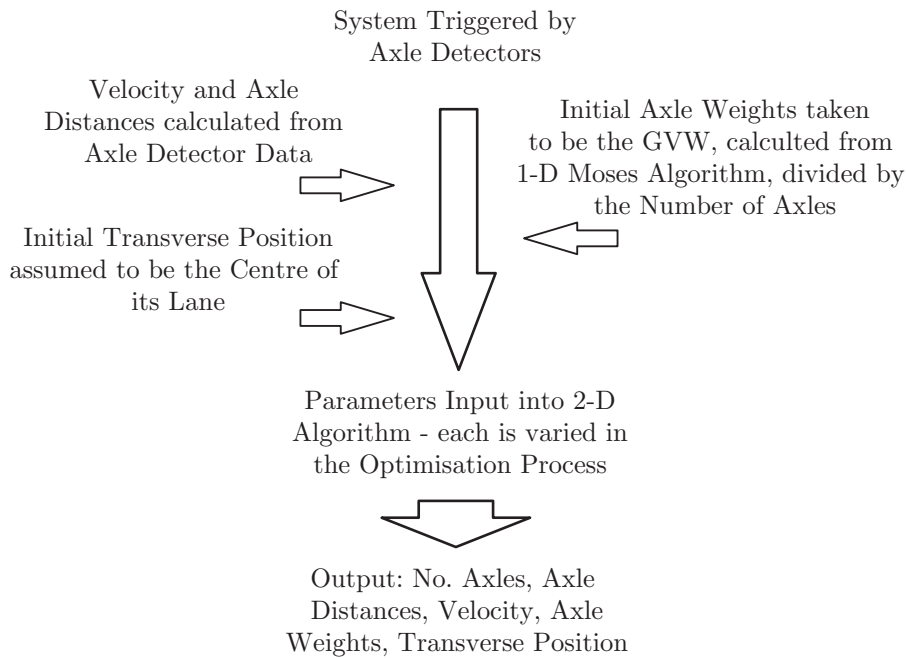 System Triggered by
Axle Detectors
Velocity and Axle
Distances calculated from
Axle Detector Data
Initial Axle Weights taken
to be the GVW, calculted from
1-D Moses Algorithm, divided by
the Number of Axles
Initial Transverse Position
assumed to be the Centre of
its Lane
Parameters Input into 2-D
Algorithm - each is varied in
the Optimisation Process
Output: No. Axles, Axle
Distances, Velocity, Axle
Weights, Transverse Position